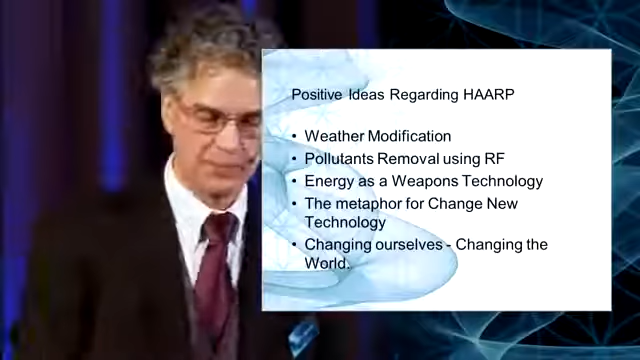 Positive Ideas Regarding HAARP
• Weather Modification
• Pollutants Removal using RF
• Energy as a Weapons Technology
• The metaphor for Change New
Technology
• Changing ourselves - Changing the
World.